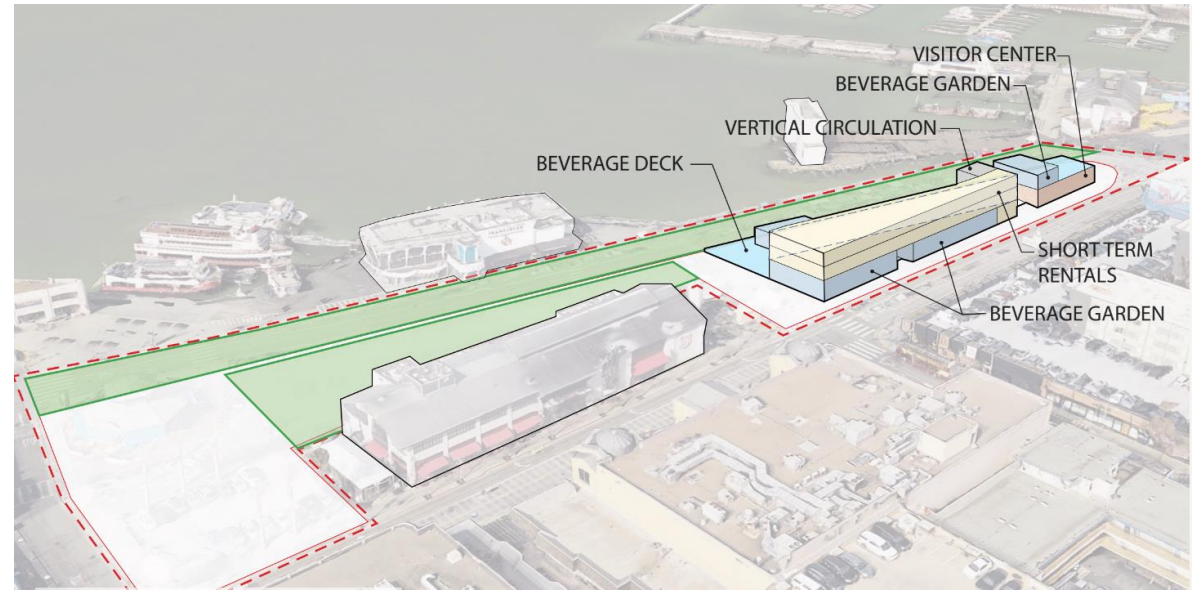 VISITOR CENTER
BEVERAGE GARDEN
VERTICAL CIRCULATION
BEVERAGE DECK
SHORT TERM
RENTALS
BEVERAGE GARDEN